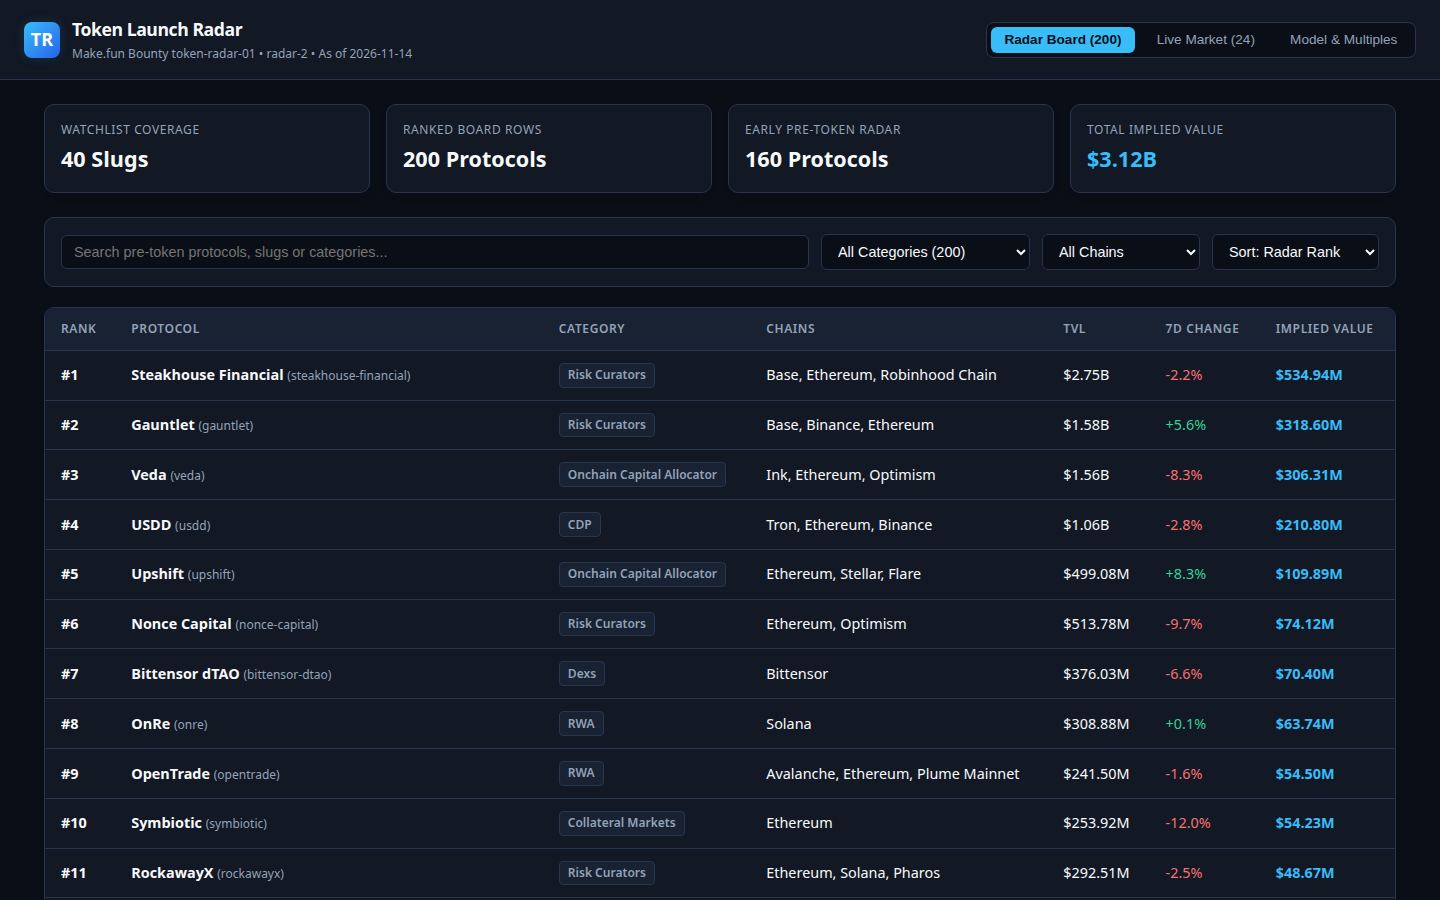 TR
Token Launch Radar
Make.fun Bounty token-radar-01 • radar-2 • As of 2026-11-14
Radar Board (200) Live Market (24) Model & Multiples
WATCHLIST COVERAGE
40 Slugs
RANKED BOARD ROWS
200 Protocols
EARLY PRE-TOKEN RADAR
160 Protocols
TOTAL IMPLIED VALUE
$3.12B
Search pre-token protocols, slugs or categories... All Categories (200) All Chains Sort: Radar Rank
RANK PROTOCOL CATEGORY CHAINS TVL 7D CHANGE IMPLIED VALUE
#1 Steakhouse Financial (steakhouse-financial) Risk Curators Base, Ethereum, Robinhood Chain $2.75B -2.2% $534.94M
#2 Gauntlet (gauntlet) Risk Curators Base, Binance, Ethereum $1.58B +5.6% $318.60M
#3 Veda (veda) Onchain Capital Allocator Ink, Ethereum, Optimism $1.56B -8.3% $306.31M
#4 USDD (usdd) CDP Tron, Ethereum, Binance $1.06B -2.8% $210.80M
#5 Upshift (upshift) Onchain Capital Allocator Ethereum, Stellar, Flare $499.08M +8.3% $109.89M
#6 Nonce Capital (nonce-capital) Risk Curators Ethereum, Optimism $513.78M -9.7% $74.12M
#7 Bittensor dTAO (bittensor-dtao) Dexs Bittensor $376.03M -6.6% $70.40M
#8 OnRe (onre) RWA Solana $308.88M +0.1% $63.74M
#9 OpenTrade (opentrade) RWA Avalanche, Ethereum, Plume Mainnet $241.50M -1.6% $54.50M
#10 Symbiotic (symbiotic) Collateral Markets Ethereum $253.92M -12.0% $54.23M
#11 RockawayX (rockawayx) Risk Curators Ethereum, Solana, Pharos $292.51M -2.5% $48.67M